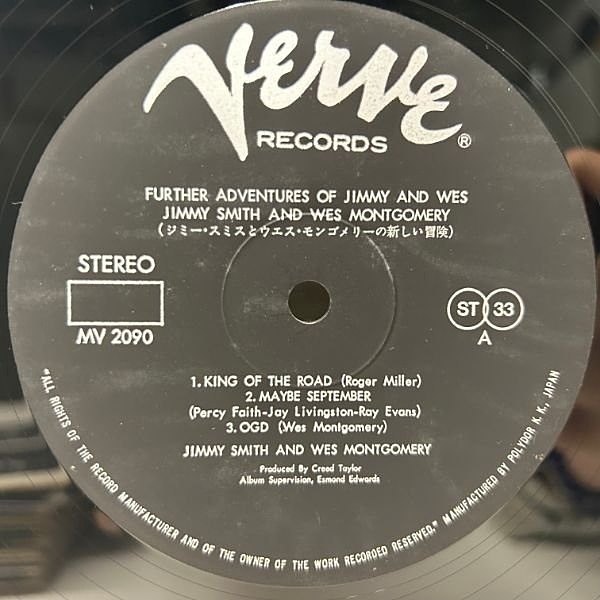 Verve
RECORDS ®
FURTHER ADVENTURES OF JIMMY AND WES
JIMMY SMITH AND WES MONTGOMERY
(ジミー・スミスとウエス・モンゴメリーの新しい冒険)
STEREO
MV 2090
ST 33
A
1. KING OF THE ROAD (Roger Miller)
2. MAYBE SEPTEMBER
(Percy Faith-Jay Livingston-Ray Evans)
3. OGD (Wes Montgomery)
JIMMY SMITH AND WES MONTGOMERY
Produced By Creed Taylor
Album Supervision, Esmond Edwards
"ALL RIGHTS OF THE RECORD MANUFACTURER AND OF THE OWNER OF THE WORK RECORDED RESERVED." MANUFACTURED BY POLYDOR K. K., JAPAN